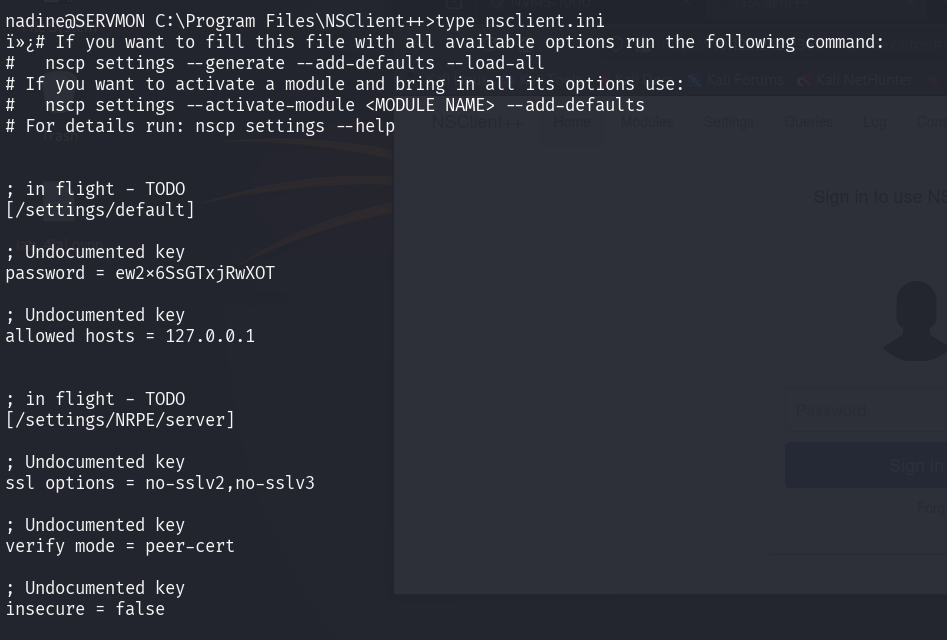 nadine@SERVMON C:\Program Files\NSClient++>type nsclient.ini
ï»¿# If you want to fill this file with all available options run the following command:
#   nscp settings --generate --add-defaults --load-all
# If you want to activate a module and bring in all its options use:
#   nscp settings --activate-module <MODULE NAME> --add-defaults
# For details run: nscp settings --help
; in flight - TODO
[/settings/default]
; Undocumented key
password = ew2x6SsGTxjRwXOT
; Undocumented key
allowed hosts = 127.0.0.1
; in flight - TODO
[/settings/NRPE/server]
; Undocumented key
ssl options = no-sslv2,no-sslv3
; Undocumented key
verify mode = peer-cert
; Undocumented key
insecure = false
Kali Forums
Kali NetHunter
NSClient++
Home
Modules
Settings
Queries
Log
Sign in to use NS
Password
Sign in